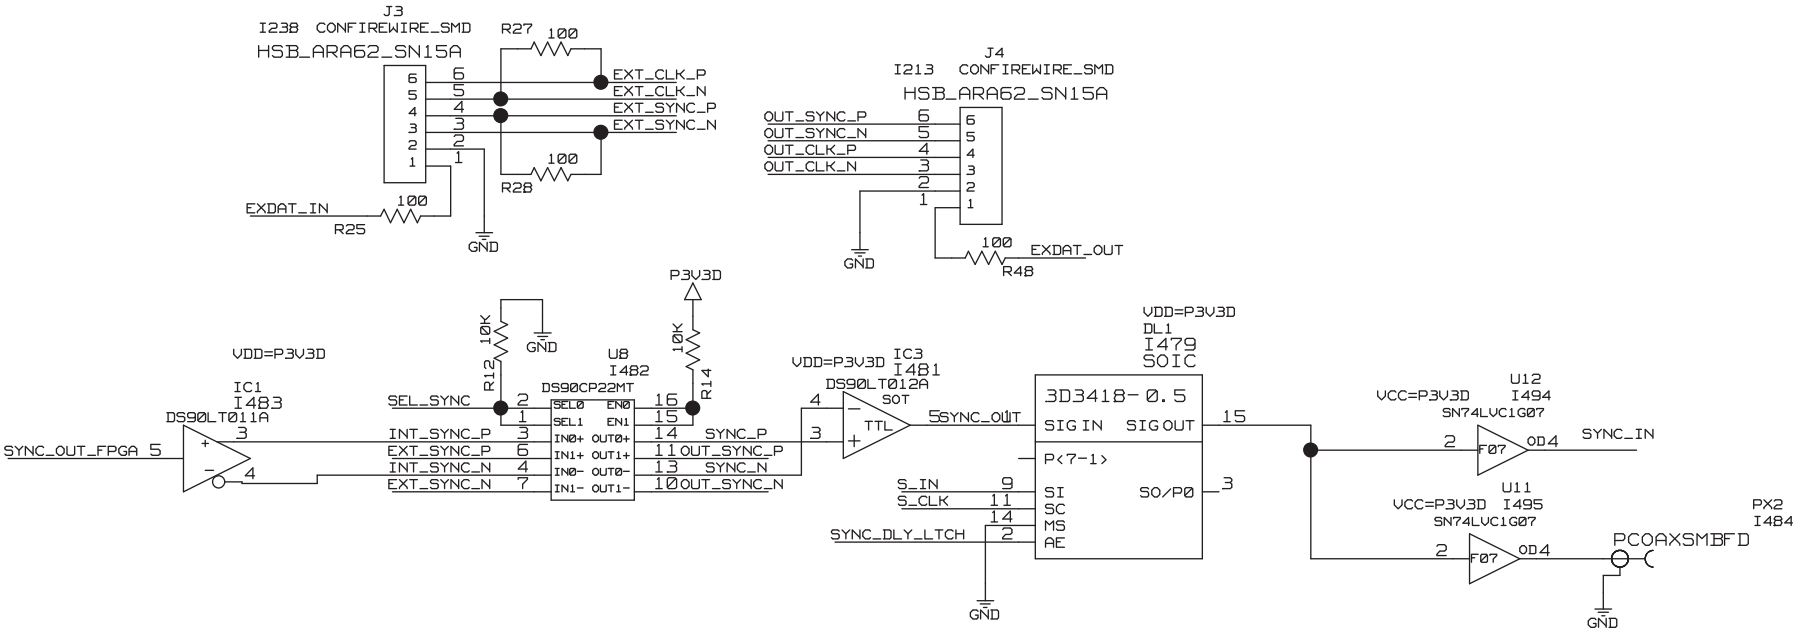 J3
I238 CONFIREWIRE_SMD
HSB_ARA62_SN15A
R27
100
6 6 EXT_CLK_P
5 5 EXT_CLK_N
4 4 EXT_SYNC_P
3 3 EXT_SYNC_N
2 2
1 1
100
R28
EXDAT_IN
100
R25
GND
J4
I213 CONFIREWIRE_SMD
HSB_ARA62_SN15A
OUT_SYNC_P 6 6
OUT_SYNC_N 5 5
OUT_CLK_P 4 4
OUT_CLK_N 3 3
2 2
1 1
100
EXDAT_OUT
R48
GND
VDD=P3V3D
IC1
I483
DS90LT011A
SYNC_OUT_FPGA 5
+ 3
- 4
P3V3D
10K
R12
GND
10K
R14
U8
I482
DS90CP22MT
SEL_SYNC 2 SEL0 EN0 16
1 SEL1 EN1 15
INT_SYNC_P 3 IN0+ OUT0+ 14 SYNC_P
EXT_SYNC_P 6 IN1+ OUT1+ 11 OUT_SYNC_P
INT_SYNC_N 4 IN0- OUT0- 13 SYNC_N
EXT_SYNC_N 7 IN1- OUT1- 10 OUT_SYNC_N
VDD=P3V3D IC3
I481
DS90LT012A
SOT
4 -
TTL
3 +
5 SYNC_OUT 1
VDD=P3V3D
DL1
I479
SOIC
3D3418-0.5
SIG IN SIG OUT 15
P<7-1>
S_IN 9 SI SO/P0 3
S_CLK 11 SC
14 MS
SYNC_DLY_LTCH 2 AE
GND
U12
VCC=P3V3D I494
SN74LVC1G07
2 F07 OD 4 SYNC_IN
U11
VCC=P3V3D I495
SN74LVC1G07
2 F07 OD 4
PX2
I484
PCOAXSMBFD
GND